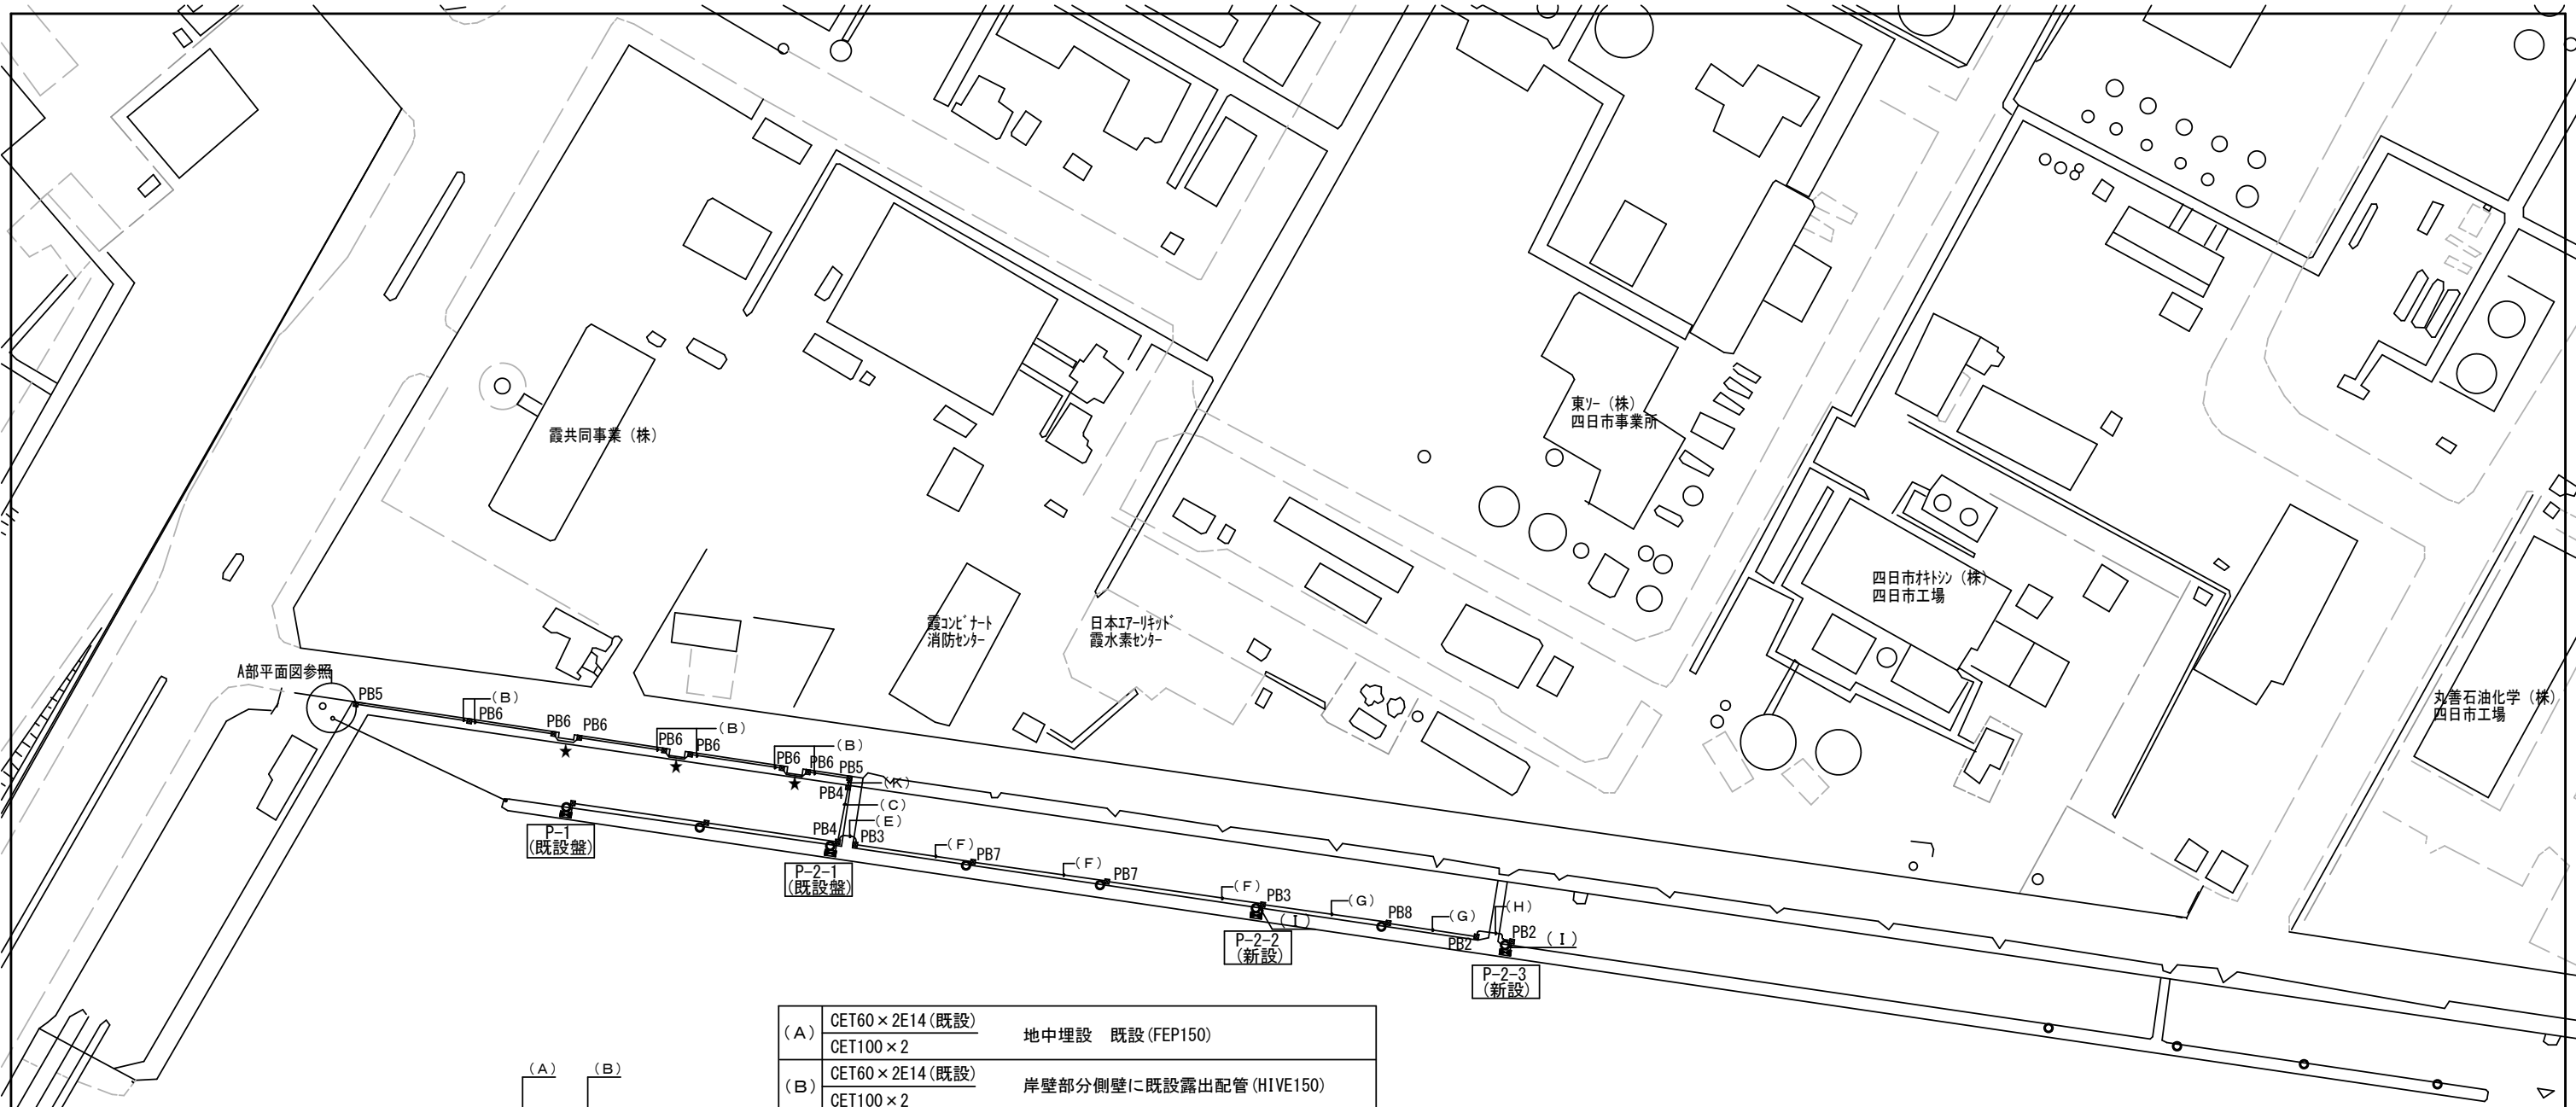 東ソー（株）
四日市事業所
霞共同事業（株）
四日市ｵｷﾄｼﾝ（株）
四日市工場
霞ｺﾝﾋﾞﾅｰﾄ
消防ｾﾝﾀｰ
日本ｴｱｰﾘｷｯﾄﾞ
霞水素ｾﾝﾀｰ
丸善石油化学（株）
四日市工場
A部平面図参照
PB5
（B）
PB6
PB6
PB6
（B）
PB6
PB6
（B）
PB6
PB6
PB5
★
★
★
（K）
PB4
（C）
（E）
PB4
PB3
P-1
(既設盤)
P-2-1
(既設盤)
（F）
PB7
（F）
PB7
（F）
PB3
（G）
（I）
PB8
（G）
（H）
PB2
PB2
（I）
P-2-2
(新設)
P-2-3
(新設)
（A）
CET60×2E14(既設)
CET100×2
地中埋設　既設(FEP150)
（B）
CET60×2E14(既設)
CET100×2
岸壁部分側壁に既設露出配管(HIVE150)
（A）
（B）